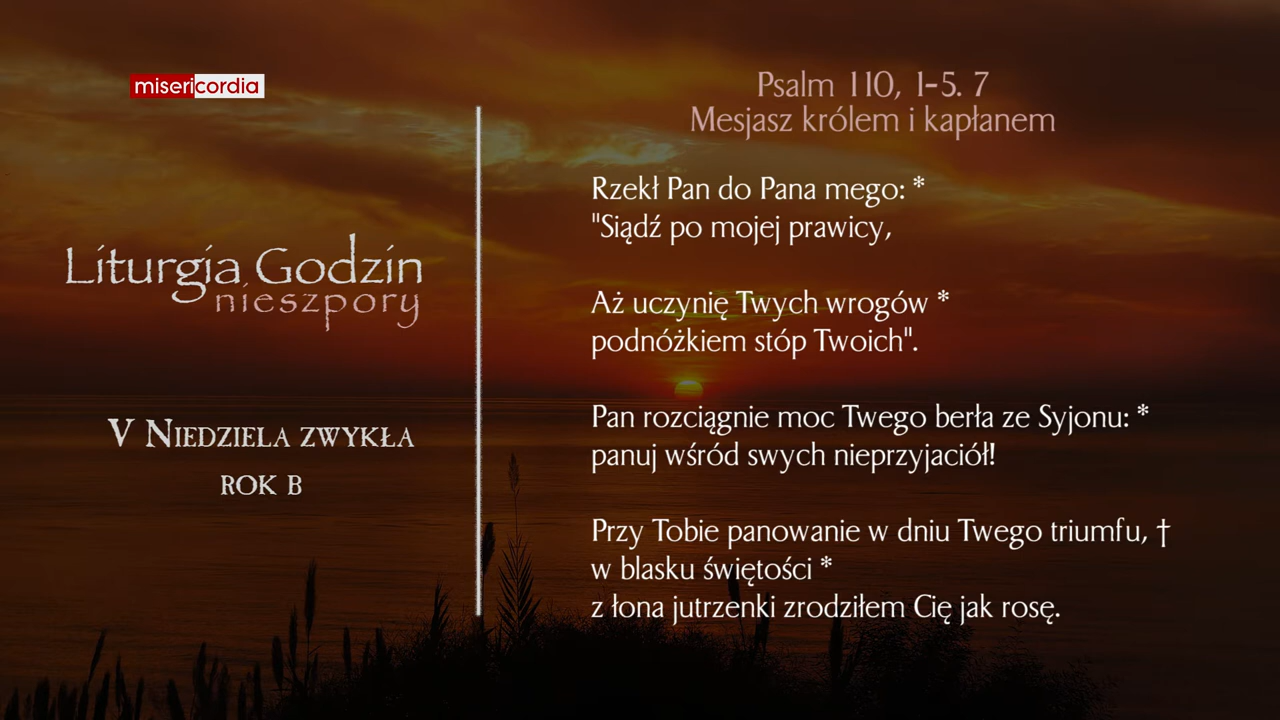 misericordia
Liturgia Godzin
nieszpory
V Niedziela zwykła
rok B
Psalm 110, 1-5. 7
Mesjasz królem i kapłanem
Rzekł Pan do Pana mego: *
"Siądź po mojej prawicy,
Aż uczynię Twych wrogów *
podnóżkiem stóp Twoich".
Pan rozciągnie moc Twego berła ze Syjonu: *
panuj wśród swych nieprzyjaciół!
Przy Tobie panowanie w dniu Twego triumfu, †
w blasku świętości *
z łona jutrzenki zrodziłem Cię jak rosę.